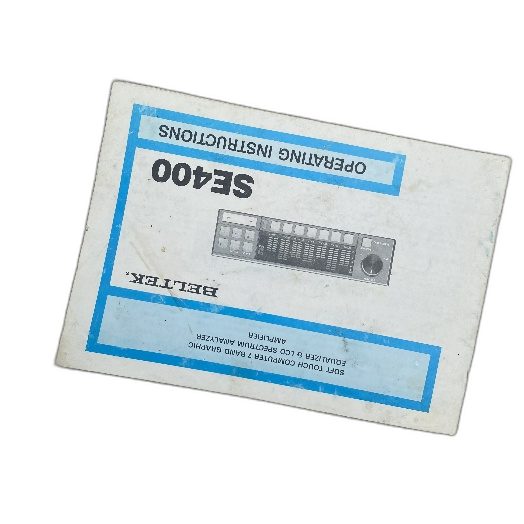 SOFT TOUCH COMPUTER 7 BAND GRAPHIC
EQUALIZER & LCD SPECTRUM ANALYZER
AMPLIFIER
BELTEK
SE400
OPERATING INSTRUCTIONS